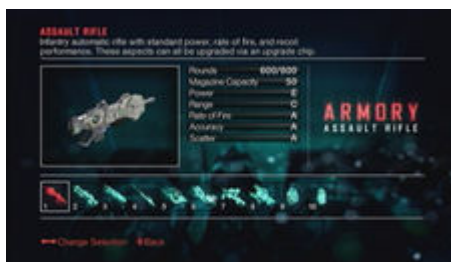 ASSAULT RIFLE
Infantry automatic rifle with standard power, rate of fire, and recoil
performance. These aspects can all be upgraded via an upgrade chip.
Rounds 600/600
Magazine Capacity 50
Power E
Range C
Rate of Fire A
Accuracy A
Scatter A
ARMORY
ASSAULT RIFLE
1 2 3 4 5 6 7 8 9 10
Change Selection Back